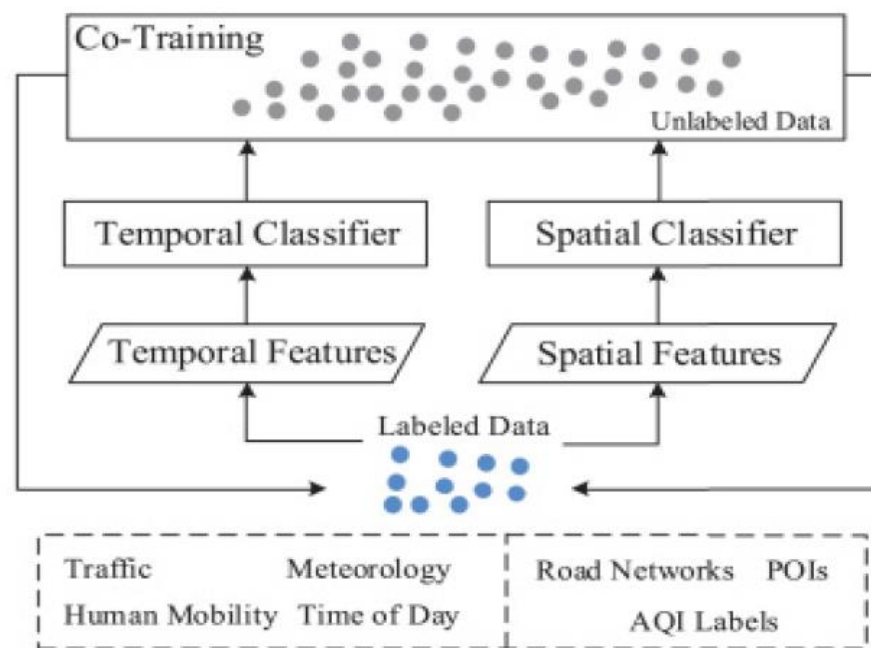 Co-Training
Unlabeled Data
Temporal Classifier
Spatial Classifier
Temporal Features
Spatial Features
Labeled Data
Traffic Meteorology
Human Mobility Time of Day
Road Networks POIs
AQI Labels